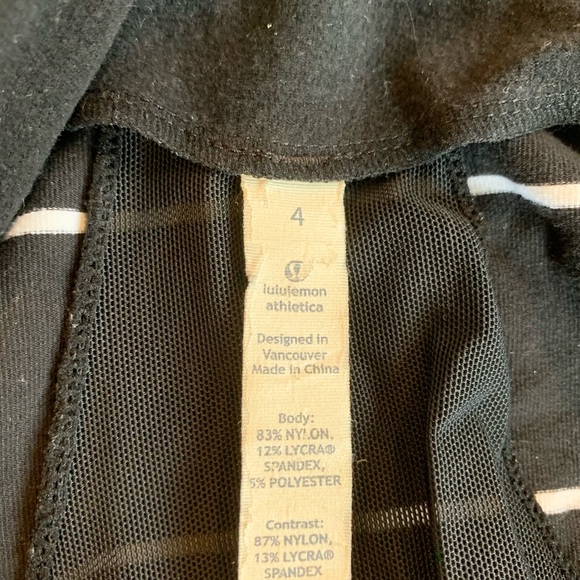 4
lululemon
athletica
Designed in
Vancouver
Made in China
Body:
83% NYLON,
12% LYCRA®
SPANDEX,
5% POLYESTER
Contrast:
87% NYLON,
13% LYCRA®
SPANDEX